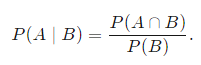 P(A | B) = P(A ∩ B) / P(B).